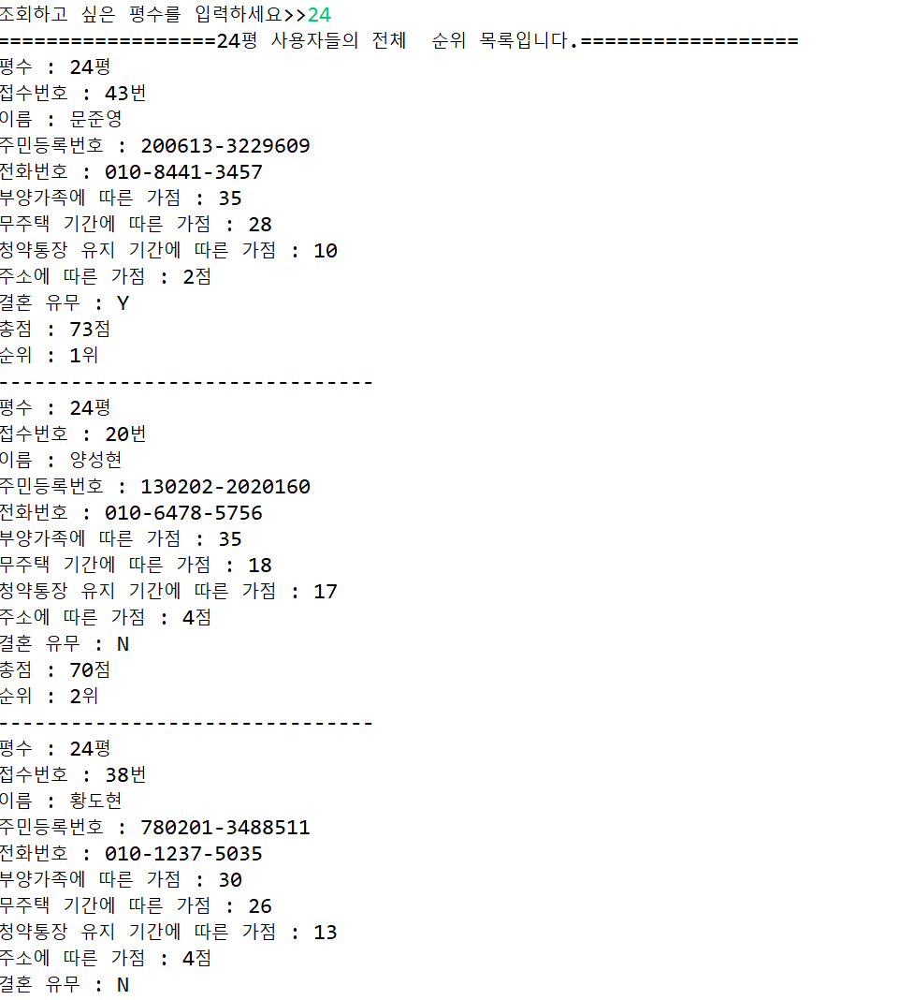 조회하고 싶은 평수를 입력하세요>>24
==================24평 사용자들의 전체  순위 목록입니다.==================
평수 : 24평
접수번호 : 43번
이름 : 문준영
주민등록번호 : 200613-3229609
전화번호 : 010-8441-3457
부양가족에 따른 가점 : 35
무주택 기간에 따른 가점 : 28
청약통장 유지 기간에 따른 가점 : 10
주소에 따른 가점 : 2점
결혼 유무 : Y
총점 : 73점
순위 : 1위
-------------------------------
평수 : 24평
접수번호 : 20번
이름 : 양성현
주민등록번호 : 130202-2020160
전화번호 : 010-6478-5756
부양가족에 따른 가점 : 35
무주택 기간에 따른 가점 : 18
청약통장 유지 기간에 따른 가점 : 17
주소에 따른 가점 : 4점
결혼 유무 : N
총점 : 70점
순위 : 2위
-------------------------------
평수 : 24평
접수번호 : 38번
이름 : 황도현
주민등록번호 : 780201-3488511
전화번호 : 010-1237-5035
부양가족에 따른 가점 : 30
무주택 기간에 따른 가점 : 26
청약통장 유지 기간에 따른 가점 : 13
주소에 따른 가점 : 4점
결혼 유무 : N